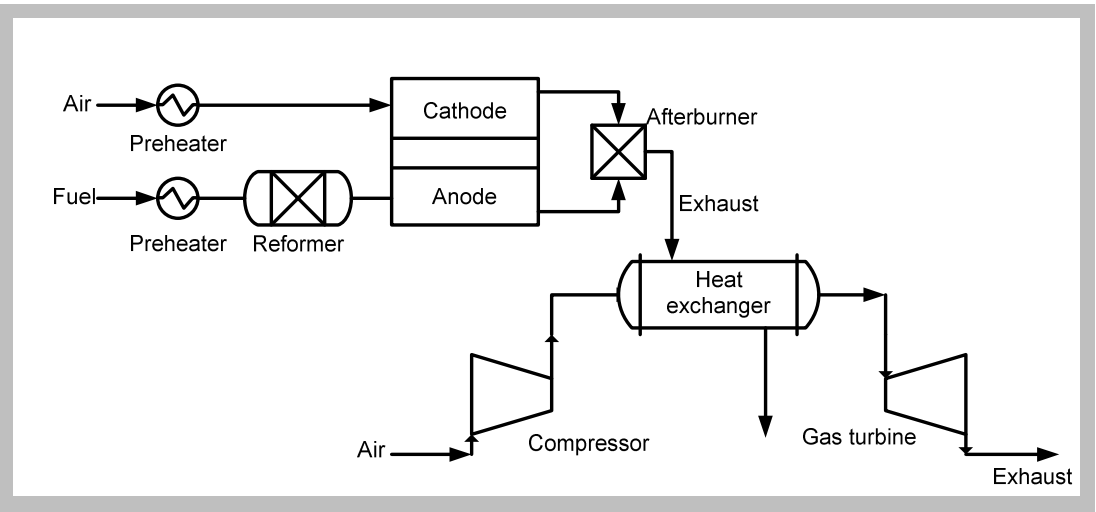 Air
Preheater
Cathode
Afterburner
Fuel
Preheater
Reformer
Anode
Exhaust
Heat
exchanger
Air
Compressor
Gas turbine
Exhaust